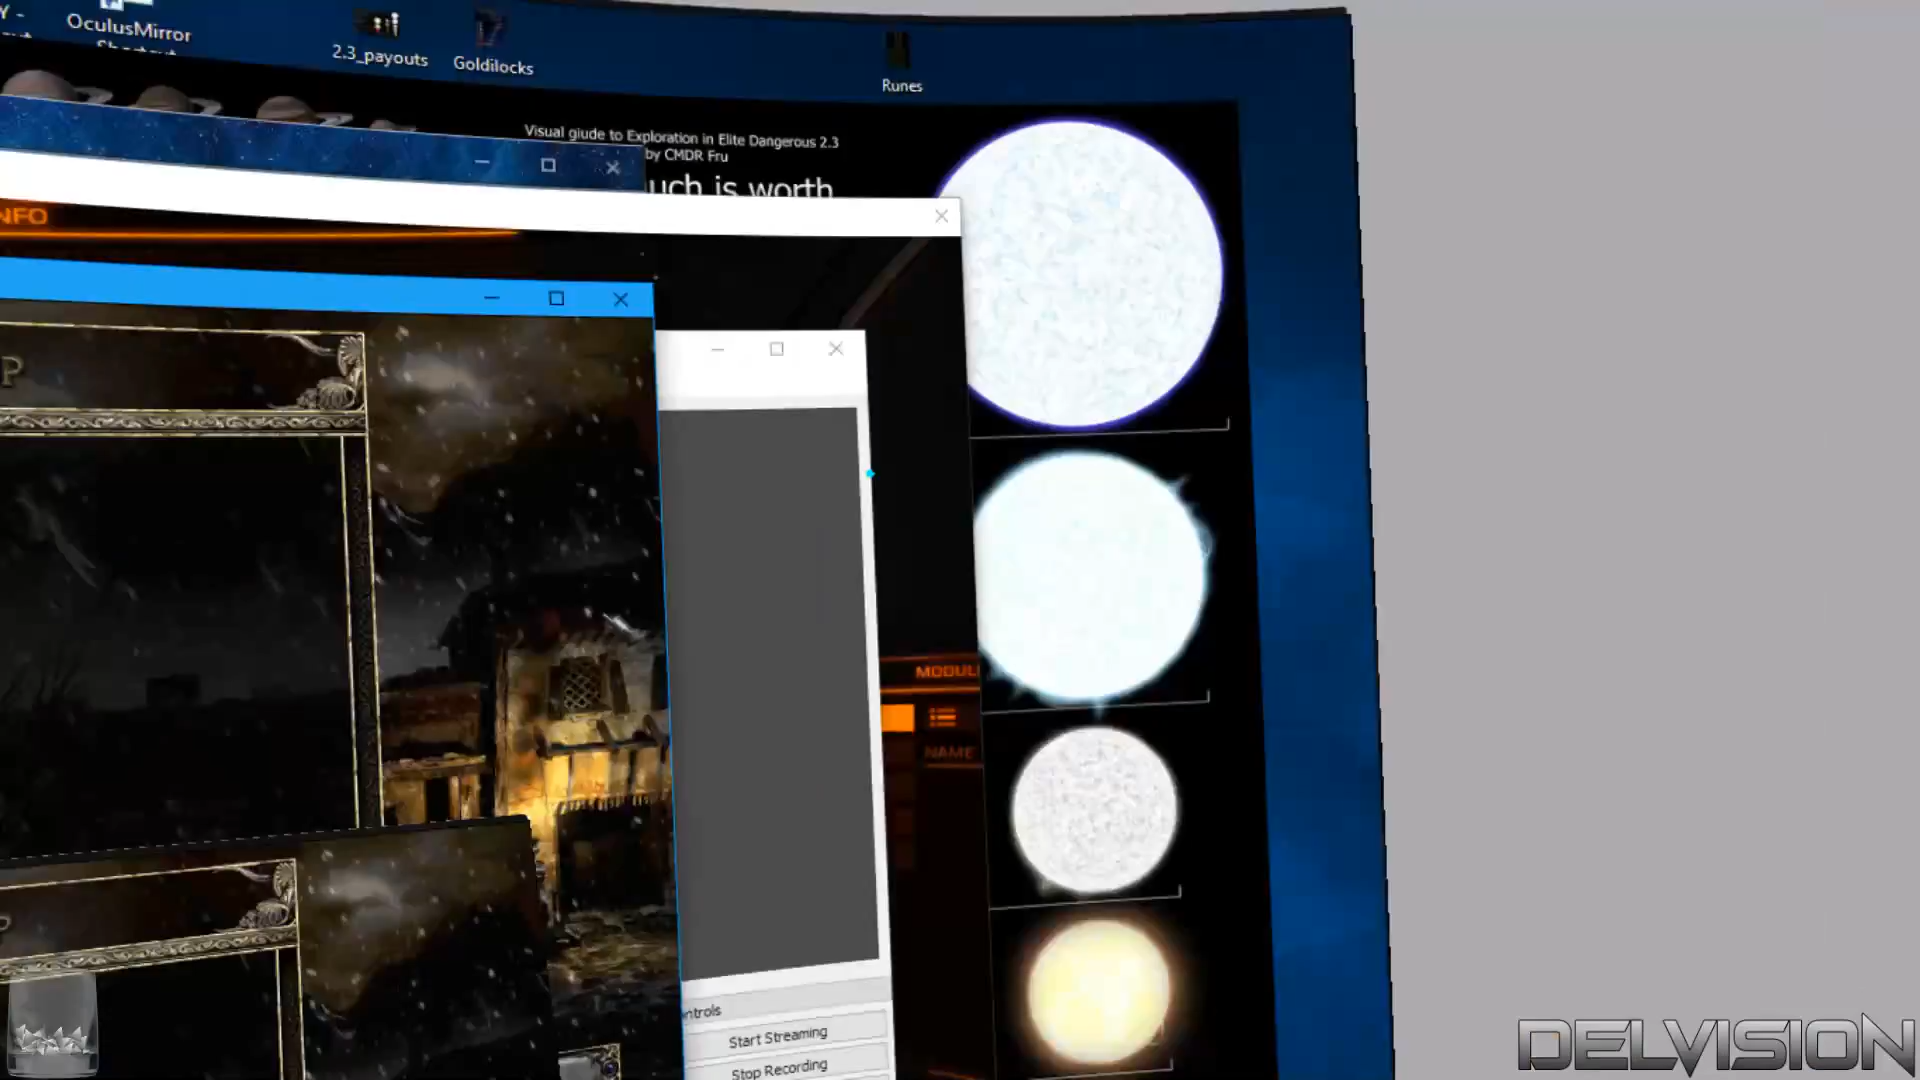 OculusMirror
2.3_payouts
Goldilocks
Runes
Visual giude to Exploration in Elite Dangerous 2.3
by CMDR Fru
uch is worth
NFO
P
MODUL
NAME
ntrols
Start Streaming
Stop Recording
DELVISION